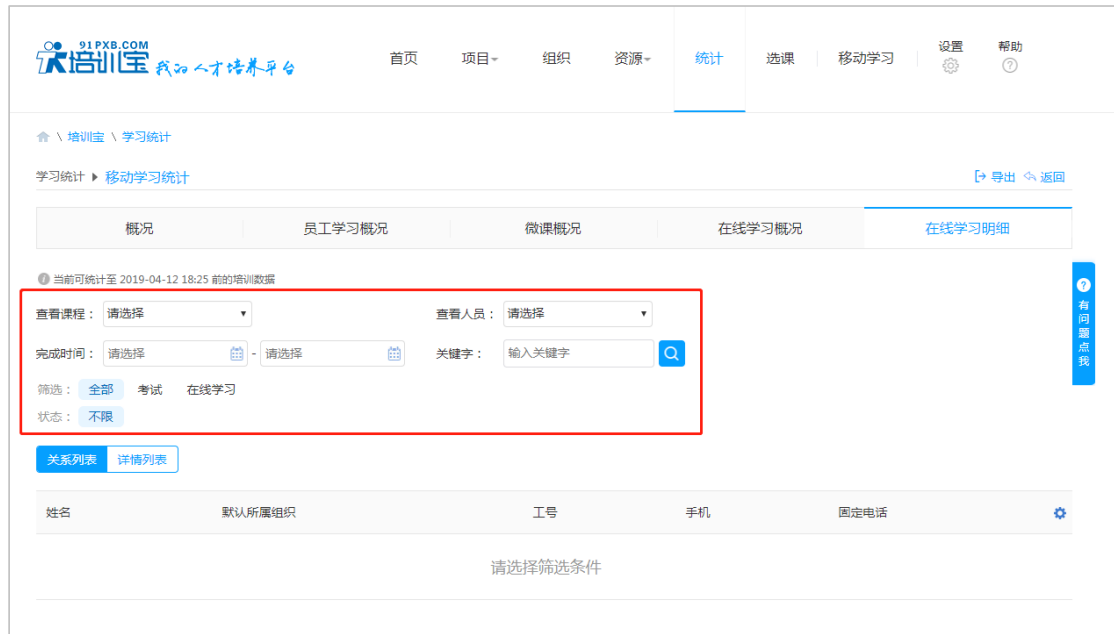 91PXB.COM
培训宝 我的人才培养平台
首页 项目 组织 资源 统计 选课 移动学习 设置 帮助
\ 培训宝 \ 学习统计
学习统计 ▶ 移动学习统计 导出 返回
概况 员工学习概况 微课概况 在线学习概况 在线学习明细
当前可统计至 2019-04-12 18:25 前的培训数据
查看课程： 请选择 查看人员： 请选择
完成时间： 请选择 - 请选择 关键字： 输入关键字
筛选： 全部 考试 在线学习
状态： 不限
关系列表 详情列表
姓名 默认所属组织 工号 手机 固定电话
请选择筛选条件
有问题点我